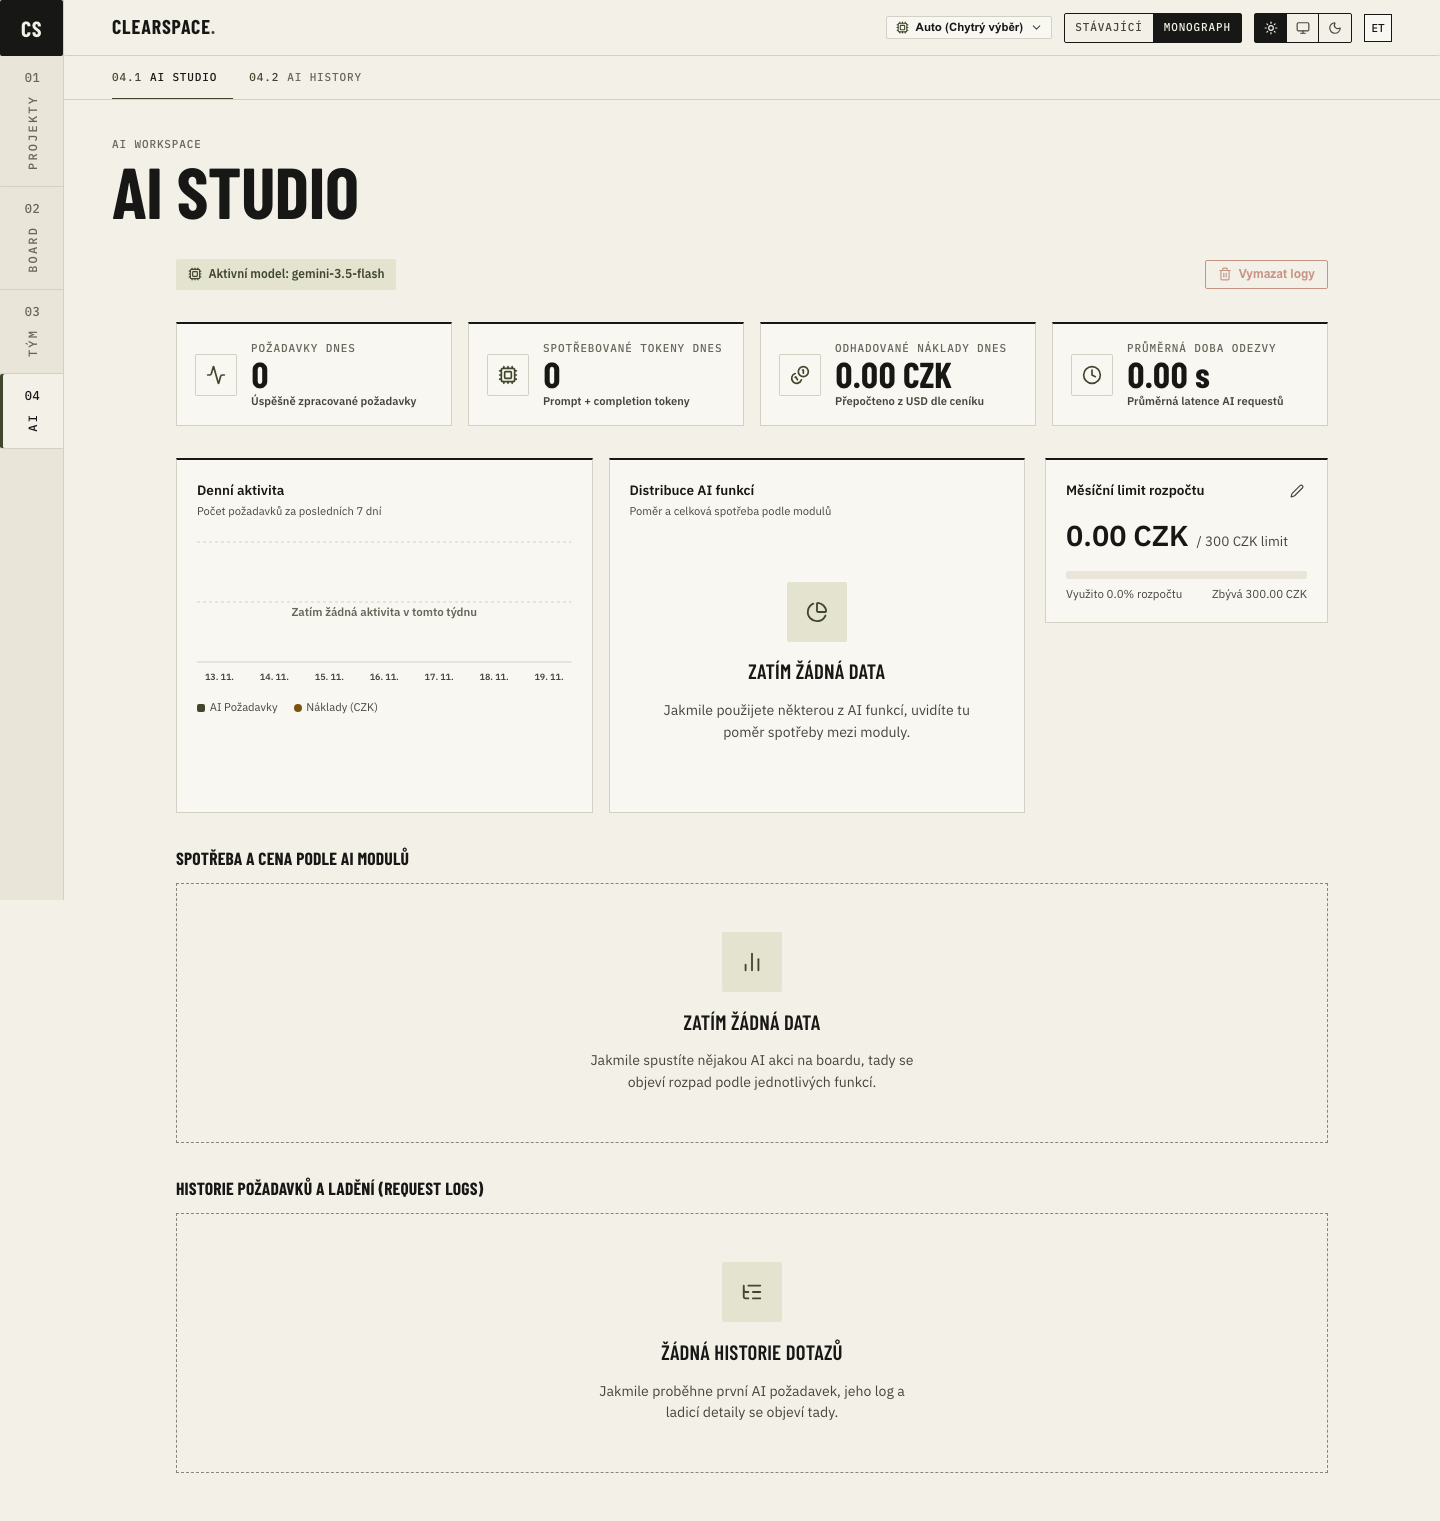 CS
CLEARSPACE.
Auto (Chytrý výběr)
STÁVAJÍCÍ
MONOGRAPH
ET
01
PROJEKTY
02
BOARD
03
TÝM
04
AI
04.1 AI STUDIO
04.2 AI HISTORY
AI WORKSPACE
AI STUDIO
Aktivní model: gemini-3.5-flash
Vymazat logy
POŽADAVKY DNES
0
Úspěšně zpracované požadavky
SPOTŘEBOVANÉ TOKENY DNES
0
Prompt + completion tokeny
ODHADOVANÉ NÁKLADY DNES
0.00 CZK
Přepočteno z USD dle ceníku
PRŮMĚRNÁ DOBA ODEZVY
0.00 s
Průměrná latence AI requestů
Denní aktivita
Počet požadavků za posledních 7 dní
Zatím žádná aktivita v tomto týdnu
13. 11. 14. 11. 15. 11. 16. 11. 17. 11. 18. 11. 19. 11.
AI Požadavky Náklady (CZK)
Distribuce AI funkcí
Poměr a celková spotřeba podle modulů
ZATÍM ŽÁDNÁ DATA
Jakmile použijete některou z AI funkcí, uvidíte tu
poměr spotřeby mezi moduly.
Měsíční limit rozpočtu
0.00 CZK / 300 CZK limit
Využito 0.0% rozpočtu Zbývá 300.00 CZK
SPOTŘEBA A CENA PODLE AI MODULŮ
ZATÍM ŽÁDNÁ DATA
Jakmile spustíte nějakou AI akci na boardu, tady se
objeví rozpad podle jednotlivých funkcí.
HISTORIE POŽADAVKŮ A LADĚNÍ (REQUEST LOGS)
ŽÁDNÁ HISTORIE DOTAZŮ
Jakmile proběhne první AI požadavek, jeho log a
ladicí detaily se objeví tady.